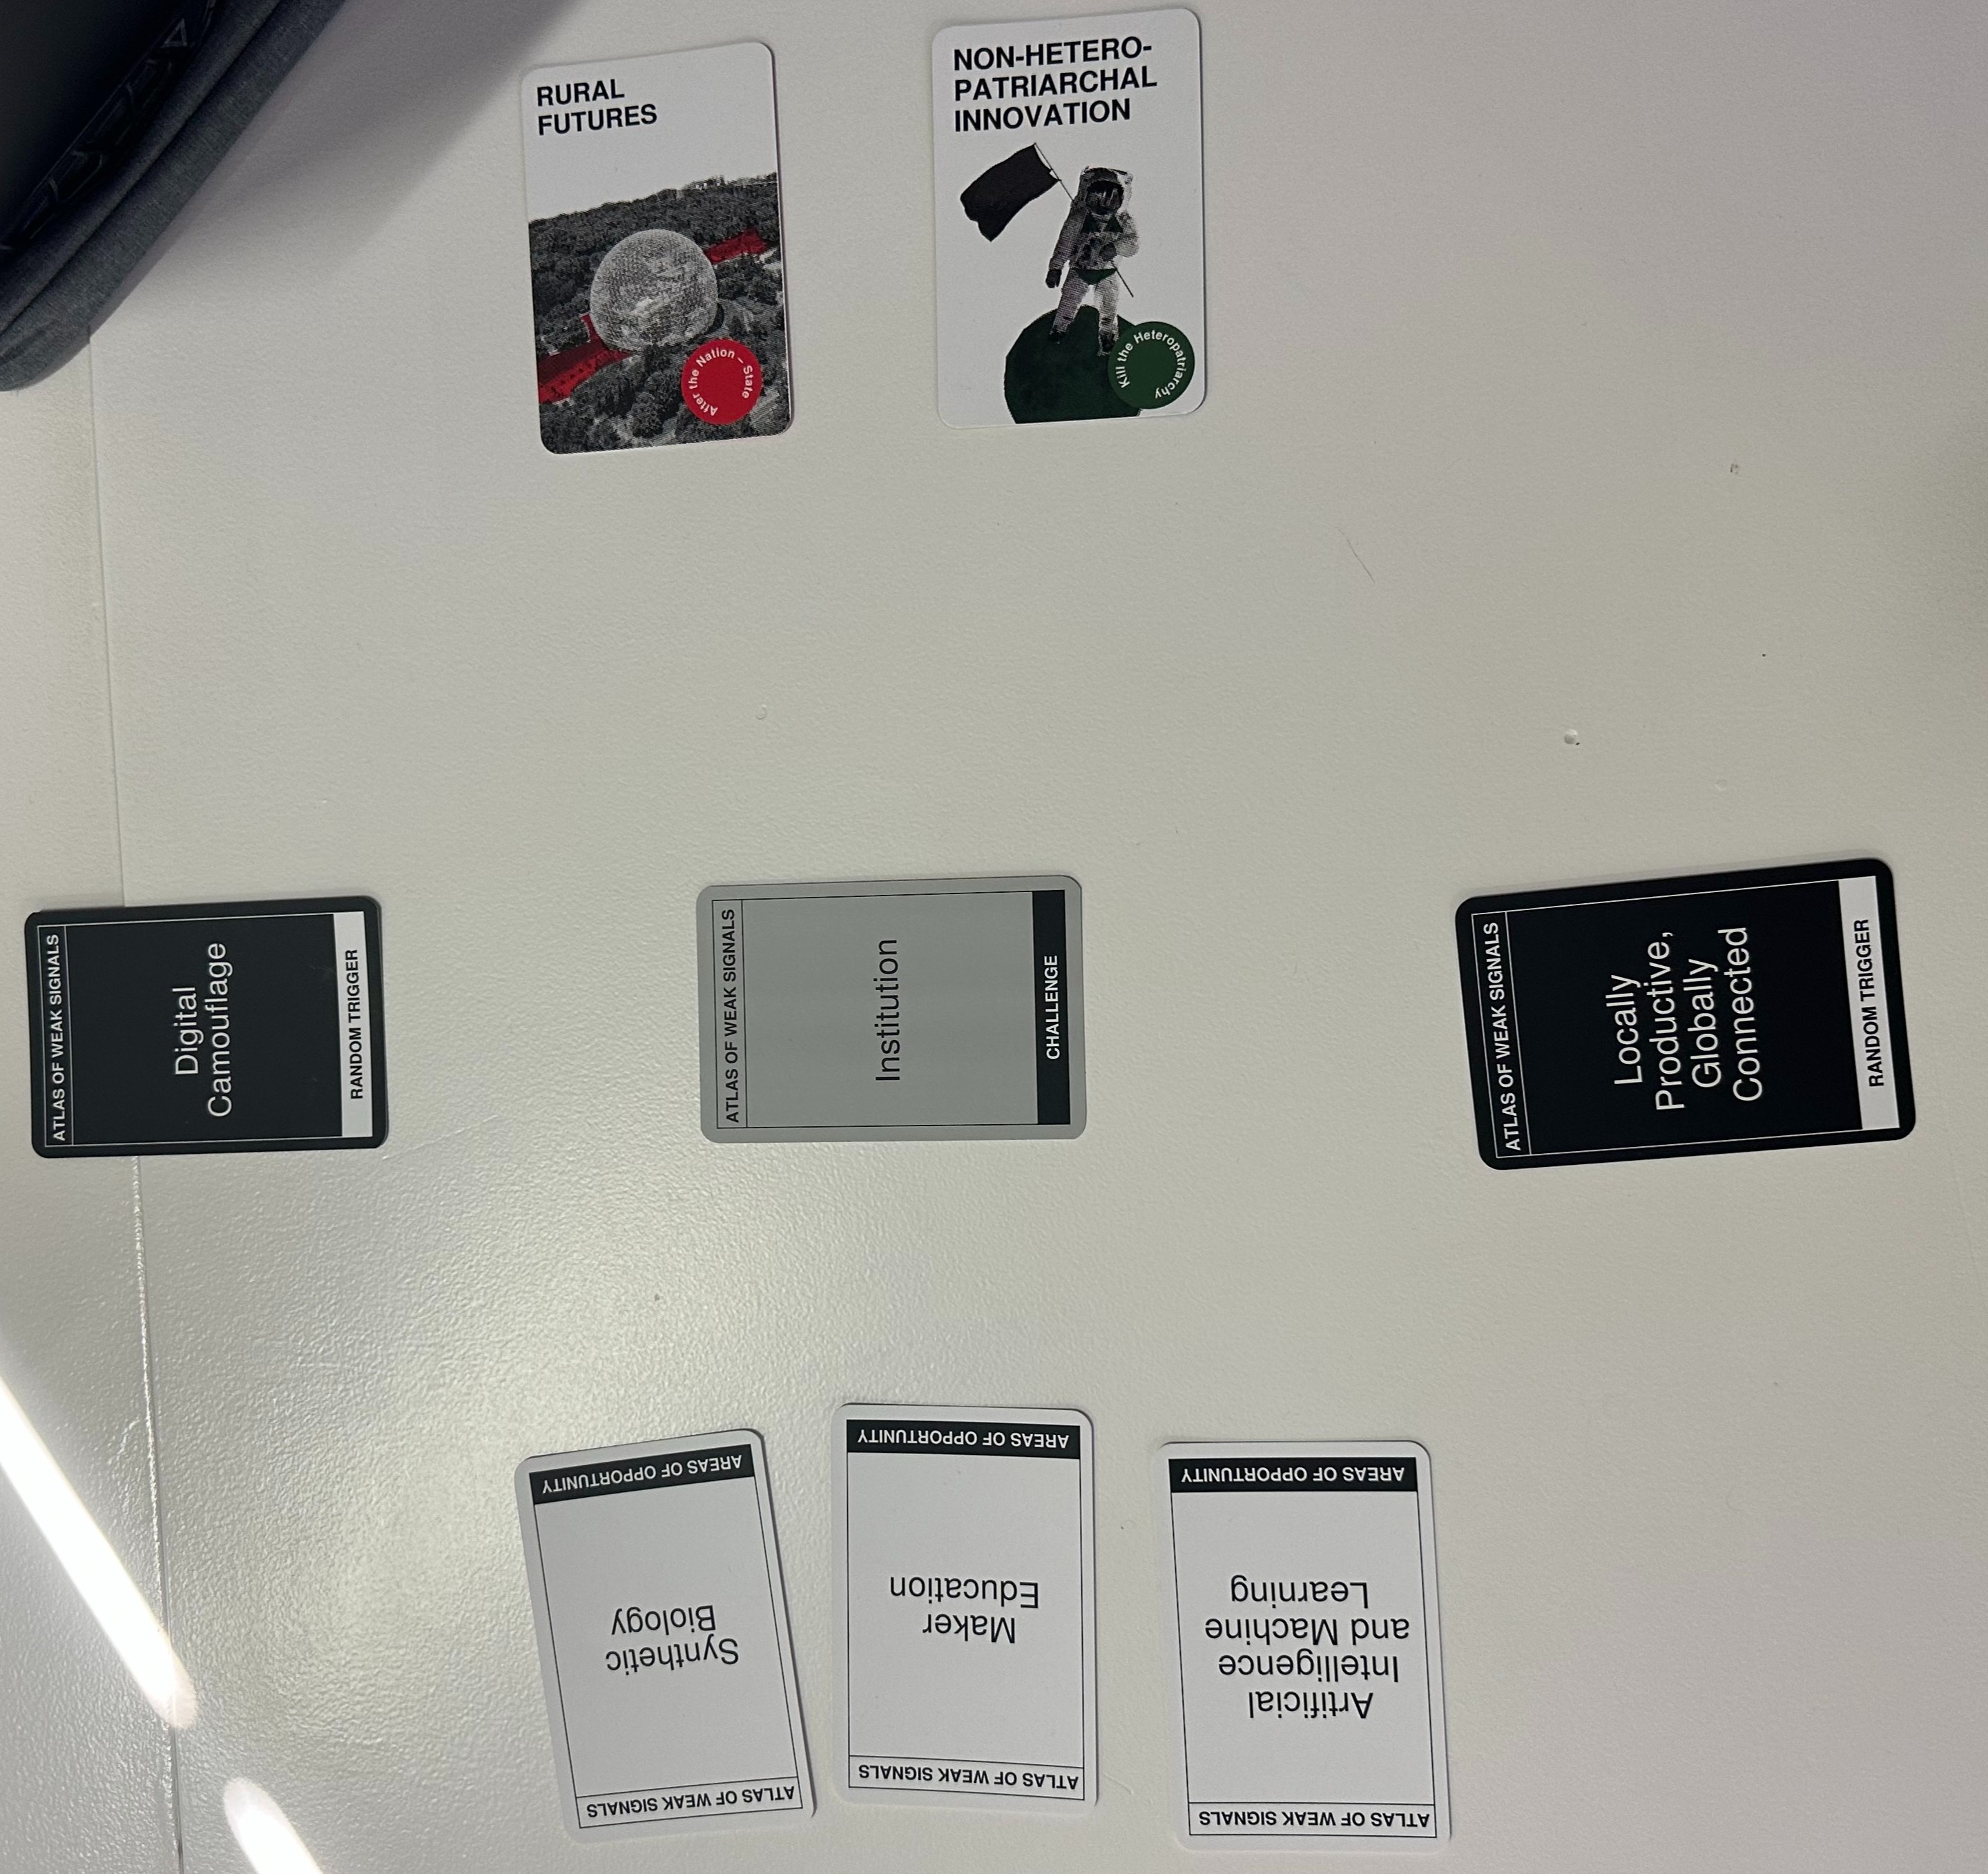 RURAL
FUTURES
After the Nation – State
NON-HETERO-
PATRIARCHAL
INNOVATION
Kill the Heteropatriarchy
ATLAS OF WEAK SIGNALS
Digital
Camouflage
RANDOM TRIGGER
ATLAS OF WEAK SIGNALS
Institution
CHALLENGE
ATLAS OF WEAK SIGNALS
Locally
Productive,
Globally
Connected
RANDOM TRIGGER
ATLAS OF WEAK SIGNALS
Synthetic
Biology
AREAS OF OPPORTUNITY
ATLAS OF WEAK SIGNALS
Maker
Education
AREAS OF OPPORTUNITY
ATLAS OF WEAK SIGNALS
Artificial
Intelligence
and Machine
Learning
AREAS OF OPPORTUNITY